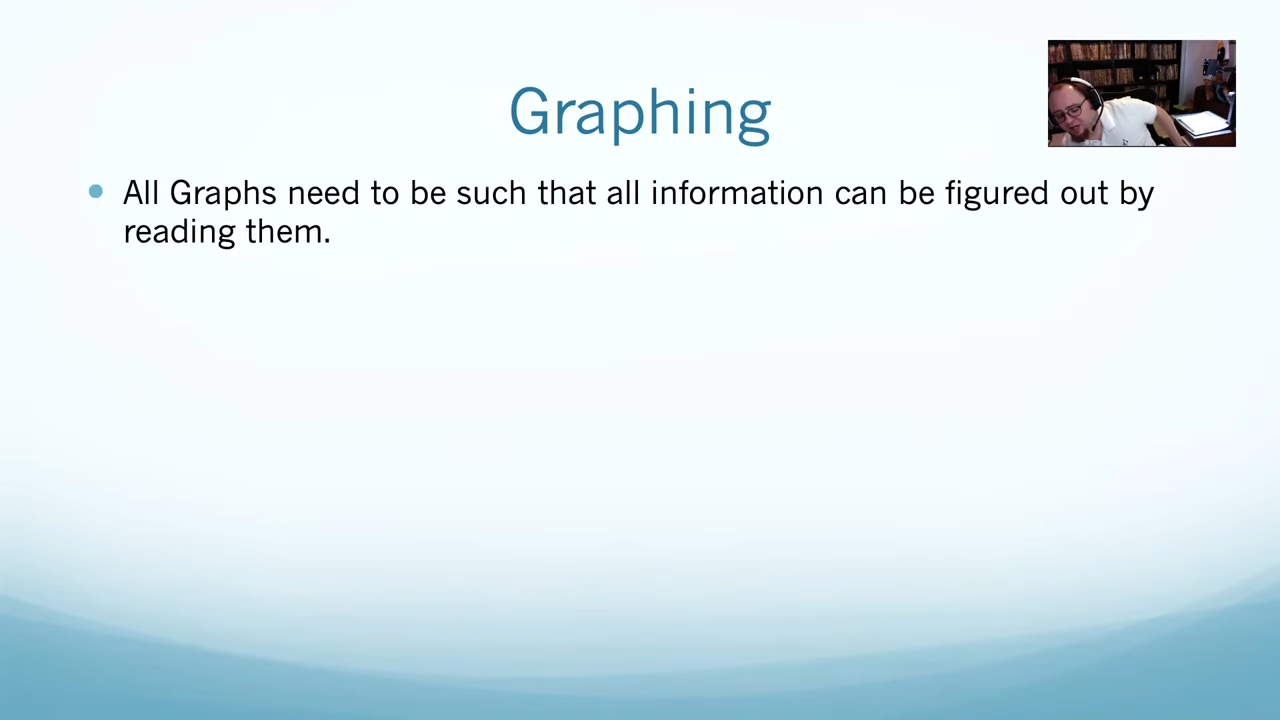 Graphing
All Graphs need to be such that all information can be figured out by
reading them.